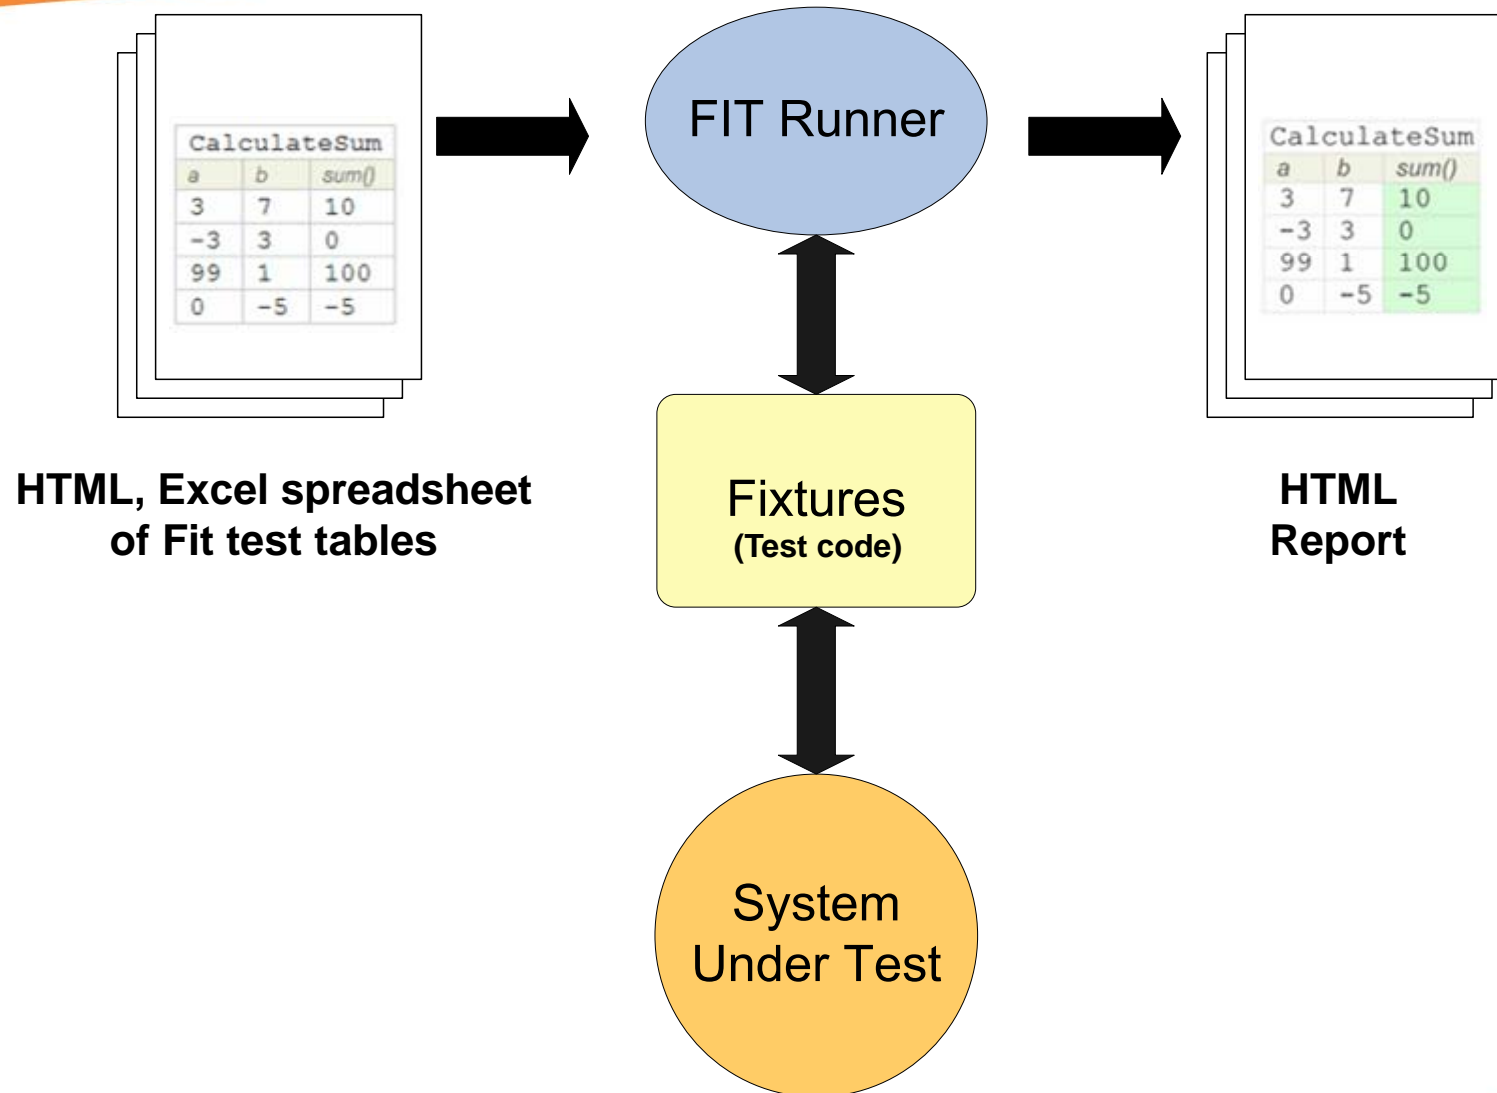 CalculateSum
a b sum()
3 7 10
-3 3 0
99 1 100
0 -5 -5
HTML, Excel spreadsheet
of Fit test tables
FIT Runner
Fixtures
(Test code)
System
Under Test
CalculateSum
a b sum()
3 7 10
-3 3 0
99 1 100
0 -5 -5
HTML
Report